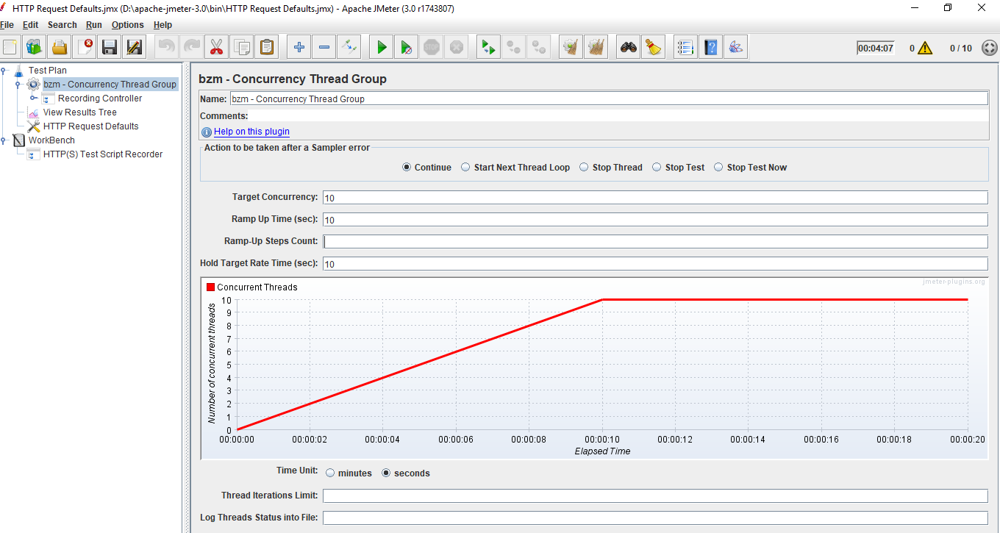 HTTP Request Defaults.jmx (D:\apache-jmeter-3.0\bin\HTTP Request Defaults.jmx) - Apache JMeter (3.0 r1743807)
File Edit Search Run Options Help
STOP 00:04:07 0 0 / 10
Test Plan
bzm - Concurrency Thread Group
Recording Controller
View Results Tree
HTTP Request Defaults
WorkBench
HTTP(S) Test Script Recorder
bzm - Concurrency Thread Group
Name: bzm - Concurrency Thread Group
Comments:
Help on this plugin
Action to be taken after a Sampler error
Continue Start Next Thread Loop Stop Thread Stop Test Stop Test Now
Target Concurrency: 10
Ramp Up Time (sec): 10
Ramp-Up Steps Count:
Hold Target Rate Time (sec): 10
jmeter-plugins.org
Concurrent Threads
Number of concurrent threads
10
9
8
7
6
5
4
3
2
1
0
00:00:00 00:00:02 00:00:04 00:00:06 00:00:08 00:00:10 00:00:12 00:00:14 00:00:16 00:00:18 00:00:20
Elapsed Time
Time Unit: minutes seconds
Thread Iterations Limit:
Log Threads Status into File: